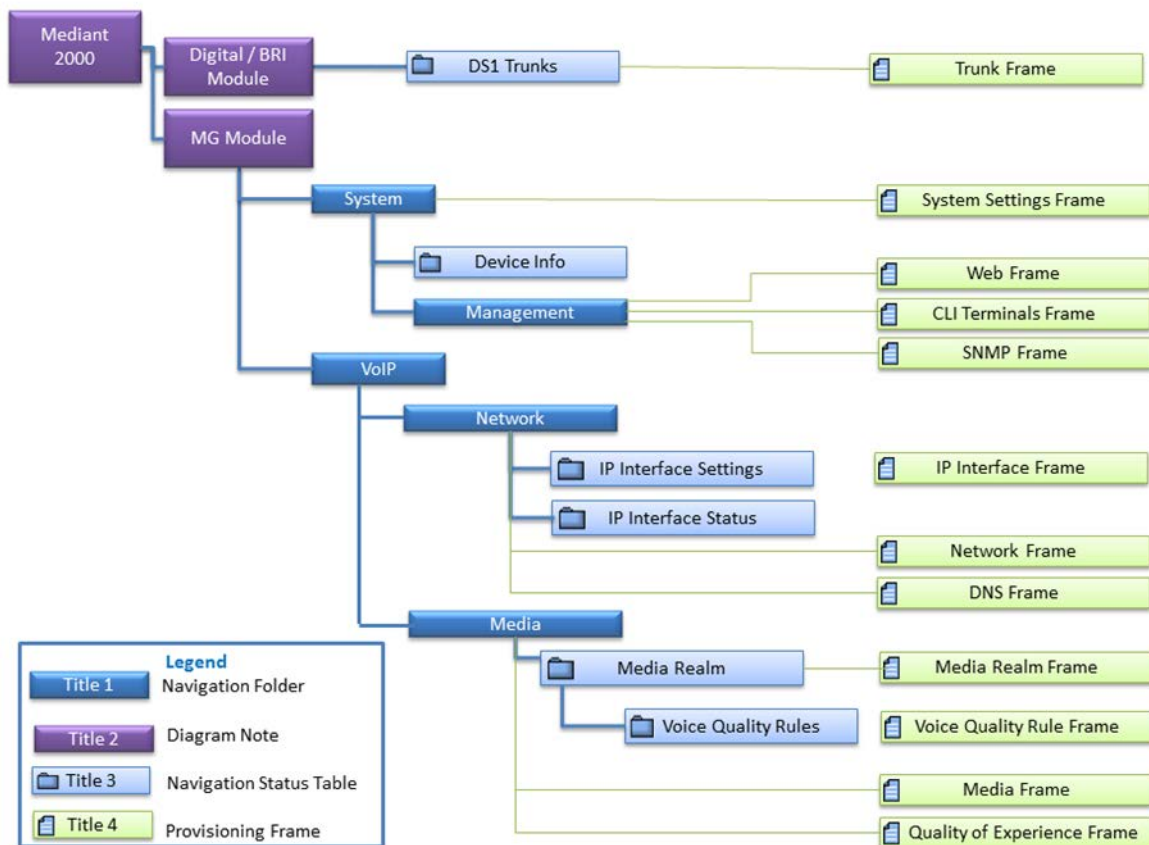 Mediant
2000
Digital / BRI
Module
DS1 Trunks
Trunk Frame
MG Module
System
System Settings Frame
Device Info
Web Frame
Management
CLI Terminals Frame
SNMP Frame
VoIP
Network
IP Interface Settings
IP Interface Frame
IP Interface Status
Network Frame
DNS Frame
Media
Media Realm
Media Realm Frame
Voice Quality Rules
Voice Quality Rule Frame
Media Frame
Quality of Experience Frame
Legend
Title 1
Navigation Folder
Title 2
Diagram Note
Title 3
Navigation Status Table
Title 4
Provisioning Frame